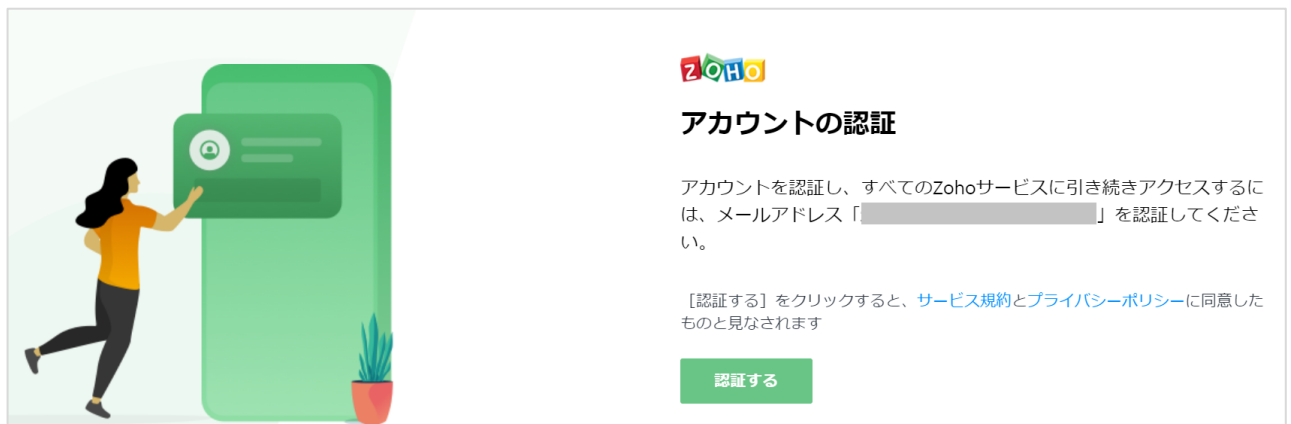 ZOHO
アカウントの認証
アカウントを認証し、すべてのZohoサービスに引き続きアクセスするに
は、メールアドレス「 」を認証してくださ
い。
［認証する］をクリックすると、サービス規約とプライバシーポリシーに同意した
ものと見なされます
認証する